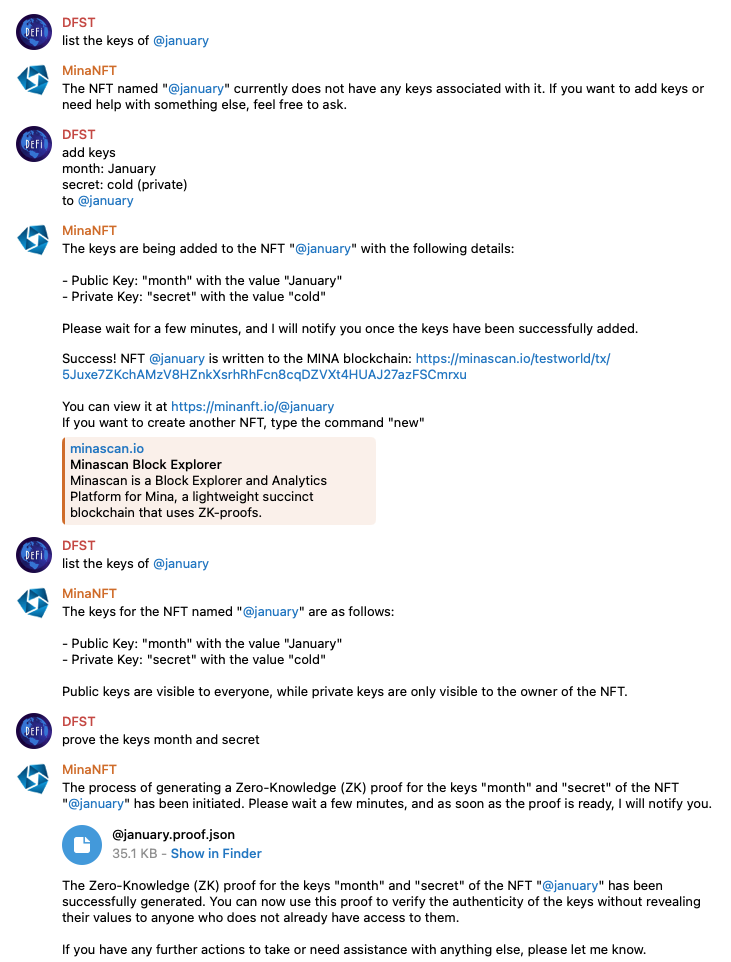 DFST
list the keys of @january
MinaNFT
The NFT named "@january" currently does not have any keys associated with it. If you want to add keys or
need help with something else, feel free to ask.
DFST
add keys
month: January
secret: cold (private)
to @january
MinaNFT
The keys are being added to the NFT "@january" with the following details:
- Public Key: "month" with the value "January"
- Private Key: "secret" with the value "cold"
Please wait for a few minutes, and I will notify you once the keys have been successfully added.
Success! NFT @january is written to the MINA blockchain: https://minascan.io/testworld/tx/
5Juxe7ZKchAMzV8HZnkXsrhRhFcn8cqDZVXt4HUAJ27azFSCmrxu
You can view it at https://minanft.io/@january
If you want to create another NFT, type the command "new"
minascan.io
Minascan Block Explorer
Minascan is a Block Explorer and Analytics
Platform for Mina, a lightweight succinct
blockchain that uses ZK-proofs.
DFST
list the keys of @january
MinaNFT
The keys for the NFT named "@january" are as follows:
- Public Key: "month" with the value "January"
- Private Key: "secret" with the value "cold"
Public keys are visible to everyone, while private keys are only visible to the owner of the NFT.
DFST
prove the keys month and secret
MinaNFT
The process of generating a Zero-Knowledge (ZK) proof for the keys "month" and "secret" of the NFT
"@january" has been initiated. Please wait a few minutes, and as soon as the proof is ready, I will notify you.
@january.proof.json
35.1 KB - Show in Finder
The Zero-Knowledge (ZK) proof for the keys "month" and "secret" of the NFT "@january" has been
successfully generated. You can now use this proof to verify the authenticity of the keys without revealing
their values to anyone who does not already have access to them.
If you have any further actions to take or need assistance with anything else, please let me know.